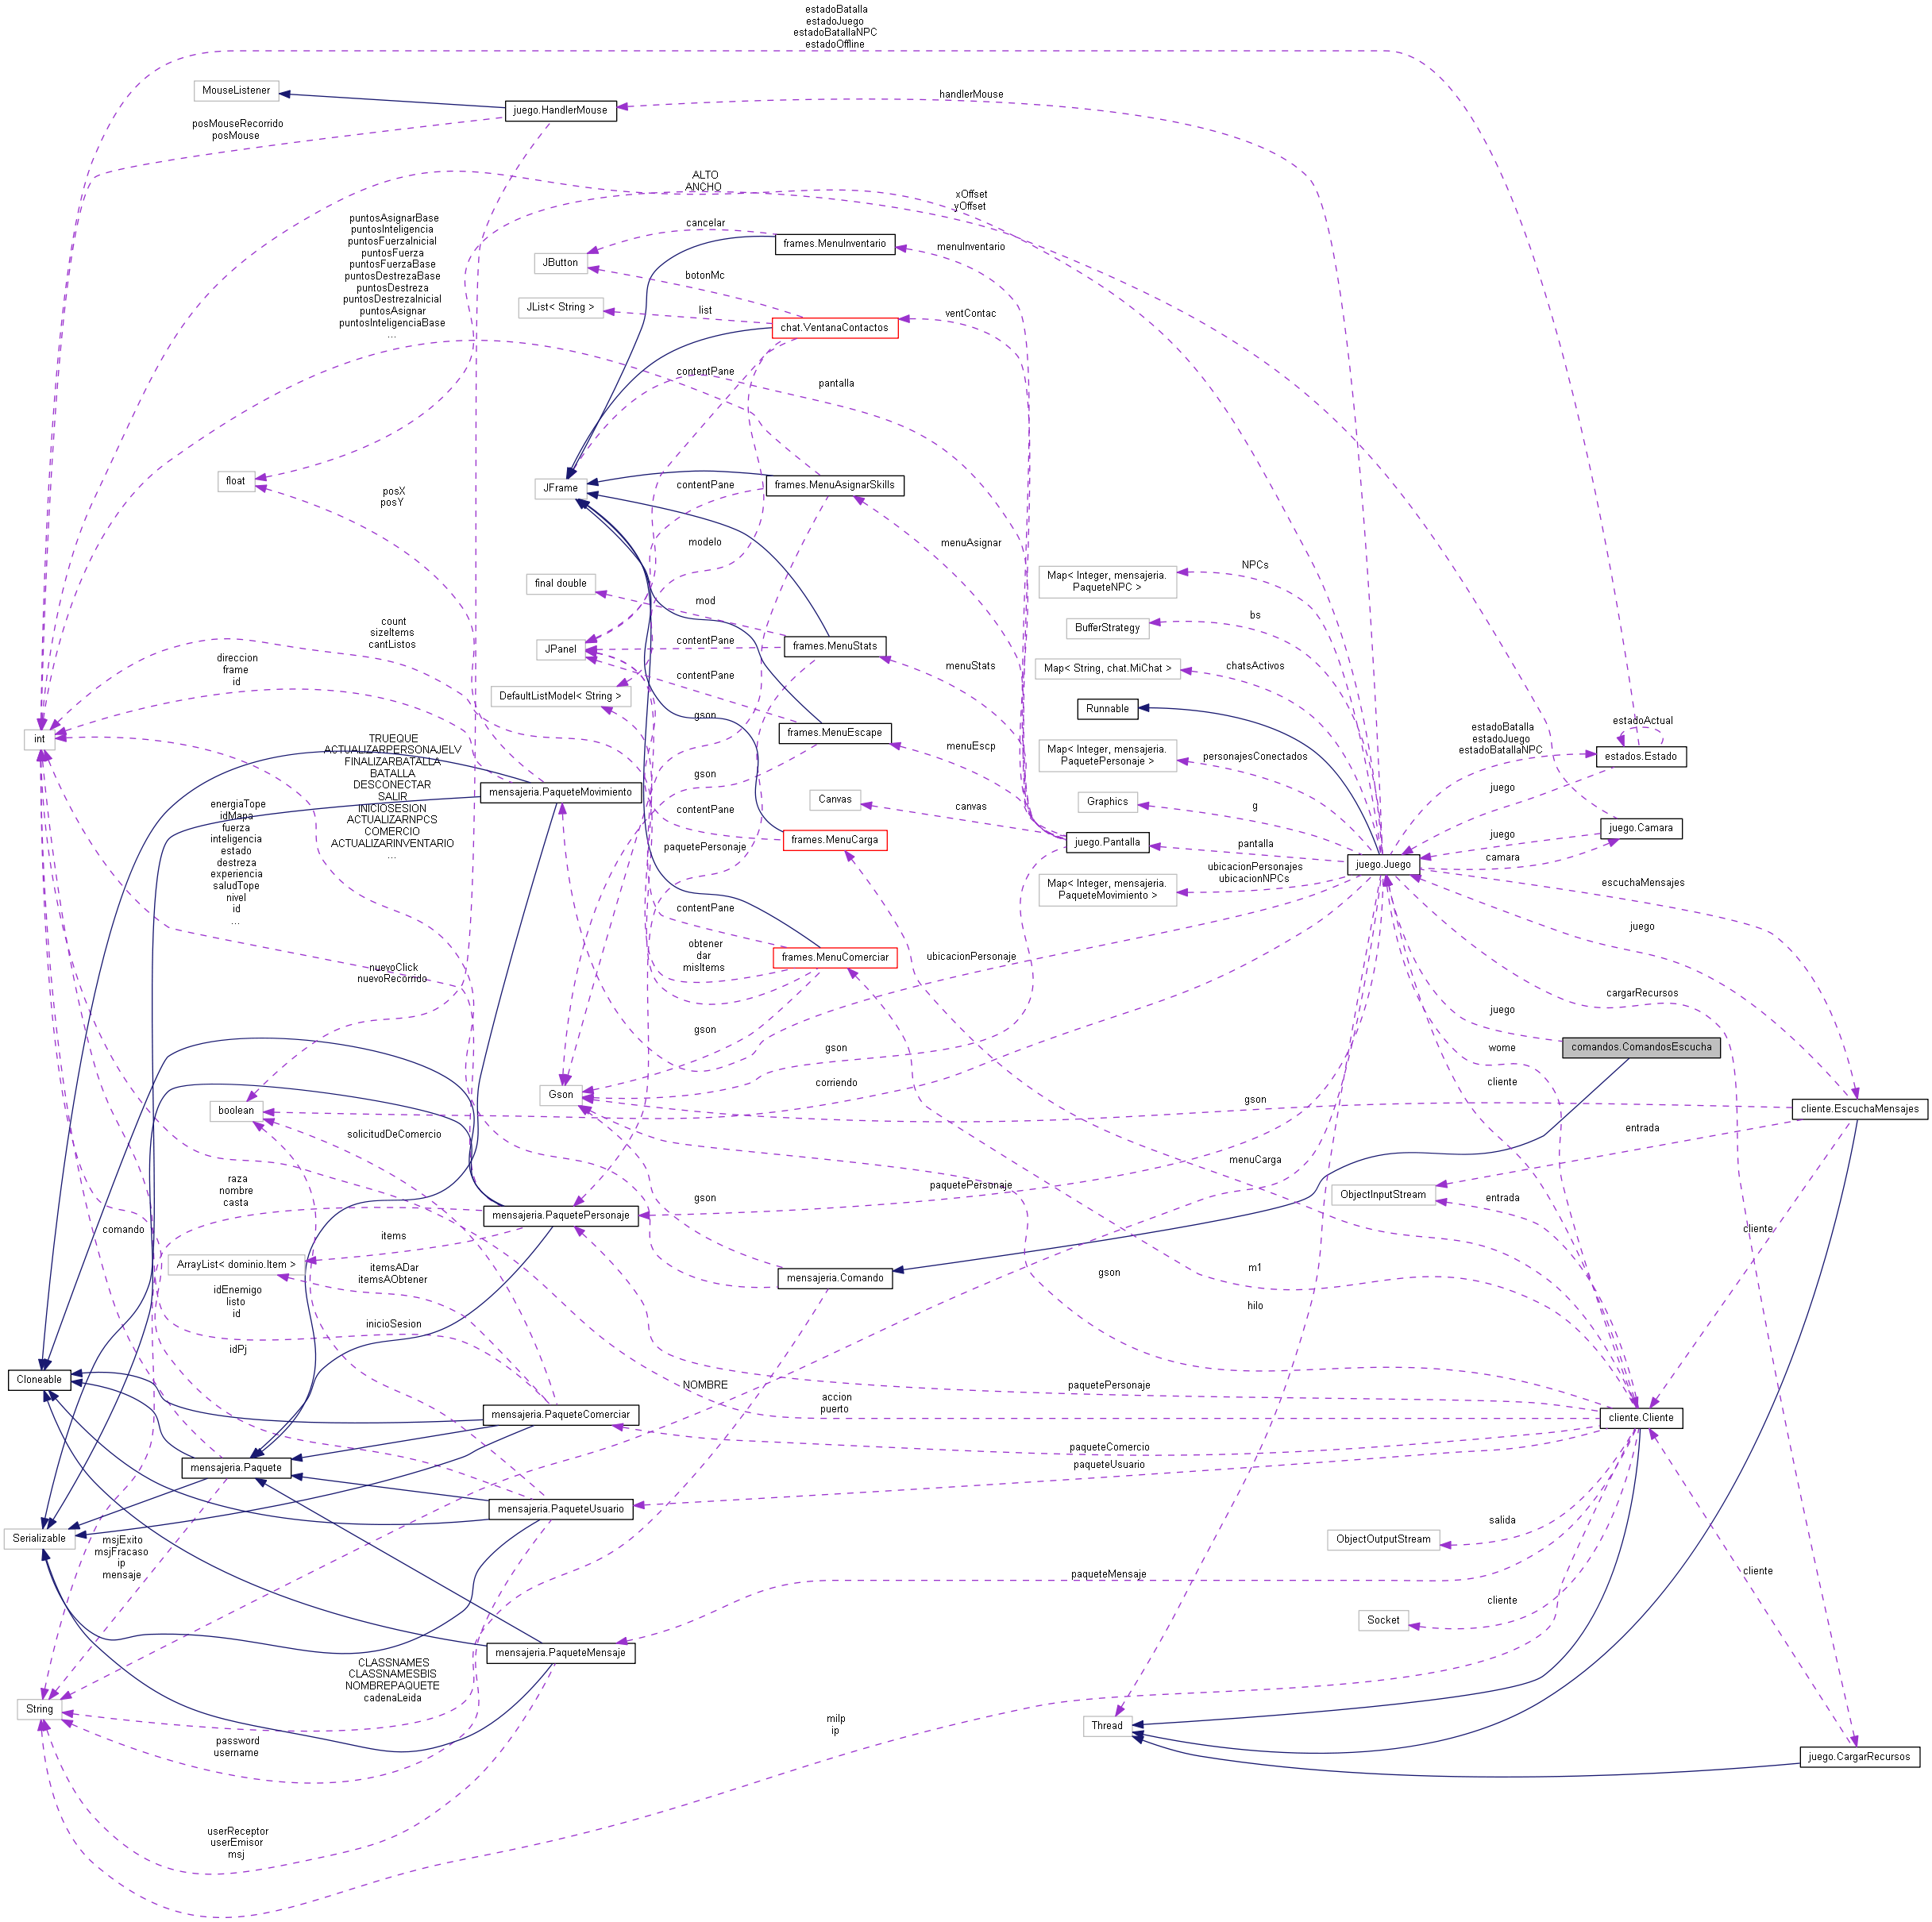 estadoBatalla
estadoJuego
estadoBatallaNPC
estadoOffline
MouseListener
handlerMouse
juego.HandlerMouse
posMouseRecorrido
posMouse
ALTO
ANCHO
xOffset
yOffset
puntosAsignarBase
puntosInteligencia
puntosFuerzaInicial
puntosFuerza
puntosFuerzaBase
puntosDestrezaBase
puntosDestreza
puntosDestrezaInicial
puntosAsignar
puntosInteligenciaBase
...
cancelar
frames.MenuInventario
menuInventario
JButton
botonMc
JList< String >
list
chat.VentanaContactos
ventContac
contentPane
pantalla
float
posX
posY
JFrame
contentPane
frames.MenuAsignarSkills
modelo
menuAsignar
final double
mod
Map< Integer, mensajeria.
PaqueteNPC >
NPCs
BufferStrategy
bs
count
sizeItems
cantListos
JPanel
contentPane
frames.MenuStats
menuStats
Map< String, chat.MiChat >
chatsActivos
direccion
frame
id
DefaultListModel< String >
contentPane
Runnable
gson
frames.MenuEscape
menuEscp
int
estadoActual
estadoBatalla
estadoJuego
estadoBatallaNPC
estados.Estado
Map< Integer, mensajeria.
PaquetePersonaje >
personajesConectados
TRUEQUE
ACTUALIZARPERSONAJELV
FINALIZARBATALLA
BATALLA
DESCONECTAR
SALIR
INICIOSESION
ACTUALIZARNPCS
COMERCIO
ACTUALIZARINVENTARIO
...
mensajeria.PaqueteMovimiento
gson
Canvas
canvas
Graphics
g
juego
contentPane
frames.MenuCarga
juego.Pantalla
pantalla
juego.Camara
juego
camara
juego.Juego
paquetePersonaje
energiaTope
idMapa
fuerza
inteligencia
estado
destreza
experiencia
saludTope
nivel
id
...
Map< Integer, mensajeria.
PaqueteMovimiento >
ubicacionPersonajes
ubicacionNPCs
escuchaMensajes
contentPane
juego
obtener
dar
misItems
frames.MenuComerciar
ubicacionPersonaje
nuevoClick
nuevoRecorrido
cargarRecursos
juego
gson
gson
wome
comandos.ComandosEscucha
Gson
corriendo
cliente
boolean
gson
cliente.EscuchaMensajes
solicitudDeComercio
entrada
menuCarga
raza
nombre
casta
paquetePersonaje
ObjectInputStream
entrada
gson
mensajeria.PaquetePersonaje
comando
items
cliente
ArrayList< dominio.Item >
itemsADar
itemsAObtener
mensajeria.Comando
gson
m1
idEnemigo
listo
id
hilo
inicioSesion
idPj
Cloneable
NOMBRE
accion
puerto
paquetePersonaje
mensajeria.PaqueteComerciar
cliente.Cliente
paqueteComercio
mensajeria.Paquete
paqueteUsuario
mensajeria.PaqueteUsuario
salida
Serializable
ObjectOutputStream
msjExito
msjFracaso
ip
mensaje
paqueteMensaje
cliente
cliente
Socket
mensajeria.PaqueteMensaje
CLASSNAMES
CLASSNAMESBIS
NOMBREPAQUETE
cadenaLeida
String
miIp
ip
Thread
password
username
juego.CargarRecursos
userReceptor
userEmisor
msj